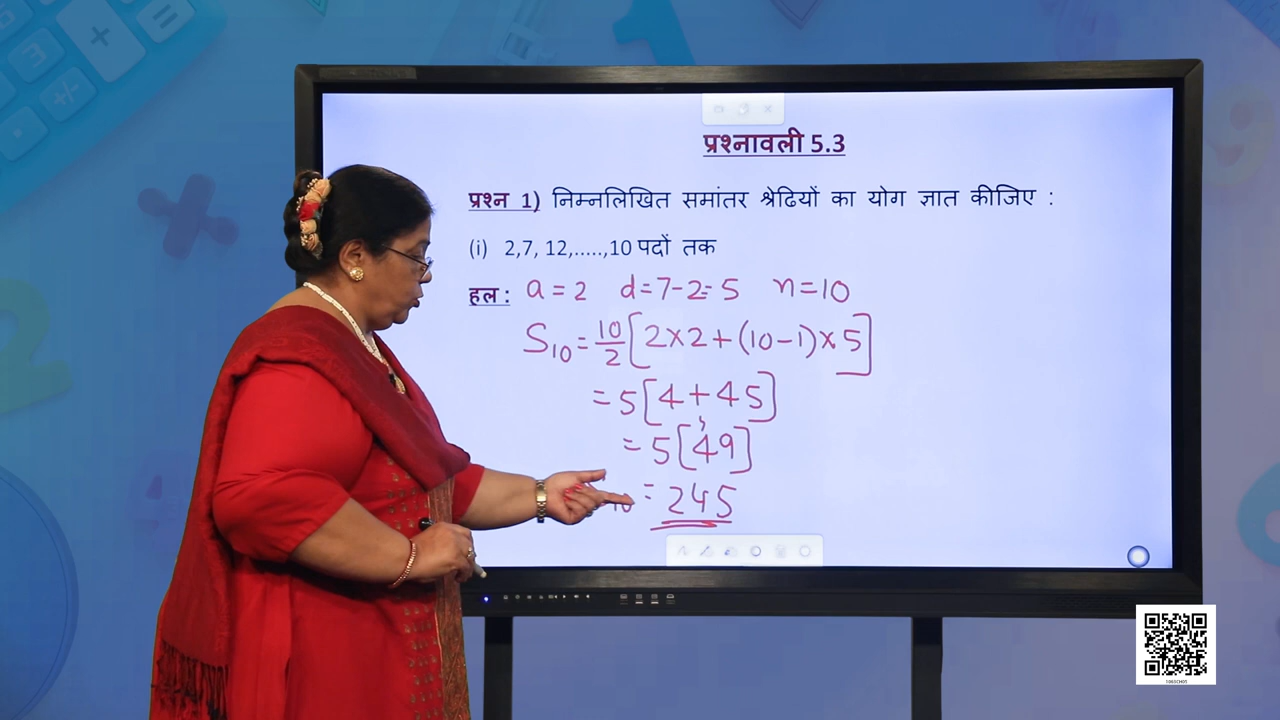 प्रश्नावली 5.3
प्रश्न 1) निम्नलिखित समांतर श्रेढियों का योग ज्ञात कीजिए :
(i) 2,7, 12,.....,10 पदों तक
हल : a = 2 d = 7-2 = 5 n = 10
S₁₀ = 10/2 [2×2+(10-1)×5]
= 5[4+45]
= 5[49]
= 245